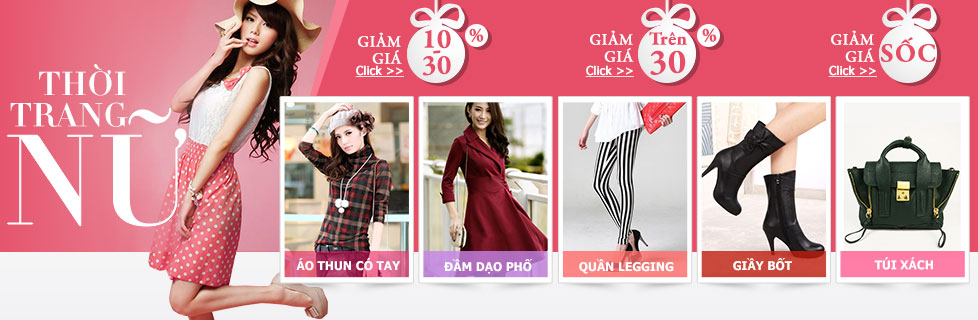 THỜI
TRANG
NỮ
GIẢM
GIÁ
10-30%
Click >>
GIẢM
GIÁ
Trên
30%
Click >>
GIẢM
GIÁ SỐC
Click >>
ÁO THUN CÓ TAY
ĐẦM DẠO PHỐ
QUẦN LEGGING
GIẦY BỐT
TÚI XÁCH